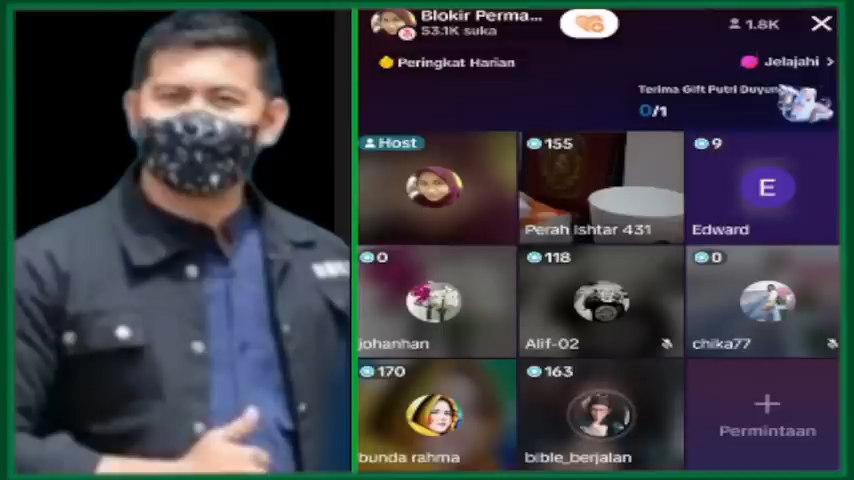 Blokir Perma...
53.1K suka
1.8K
Peringkat Harian
Jelajahi >
Terima Gift Putri Duyun
0/1
Host
155
9
Perah Ishtar 431
E
Edward
0
118
0
johanhan
Alif-02
chika77
170
163
bunda rahma
bible_berjalan
Permintaan